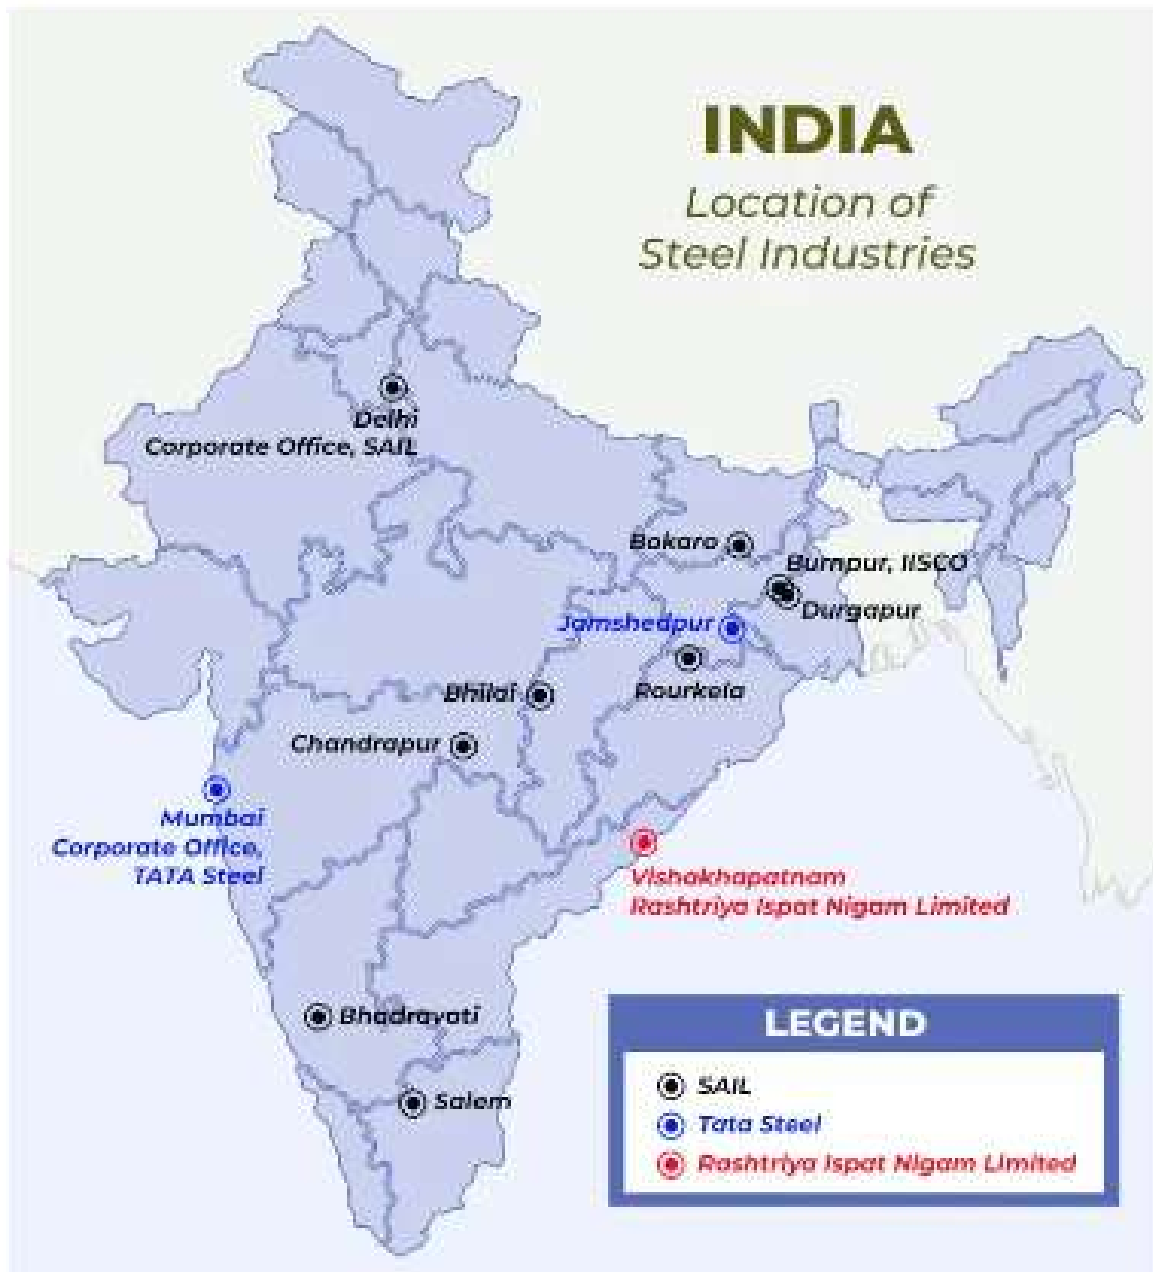 INDIA
Location of
Steel Industries
Delhi
Corporate Office, SAIL
Bokaro
Burnpur, IISCO
Durgapur
Jamshedpur
Rourkela
Bhilai
Chandrapur
Mumbai
Corporate Office,
TATA Steel
Vishakhapatnam
Rashtriya Ispat Nigam Limited
Bhadravati
Salem
LEGEND
SAIL
Tata Steel
Rashtriya Ispat Nigam Limited